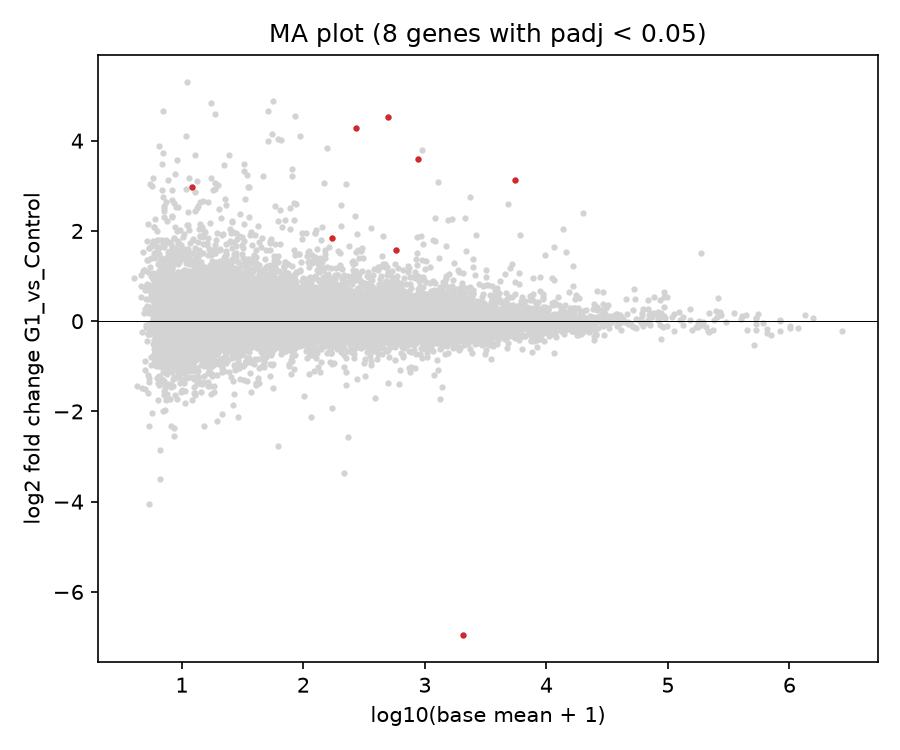 MA plot (8 genes with padj < 0.05)
log2 fold change G1_vs_Control
4
2
0
−2
−4
−6
1 2 3 4 5 6
log10(base mean + 1)